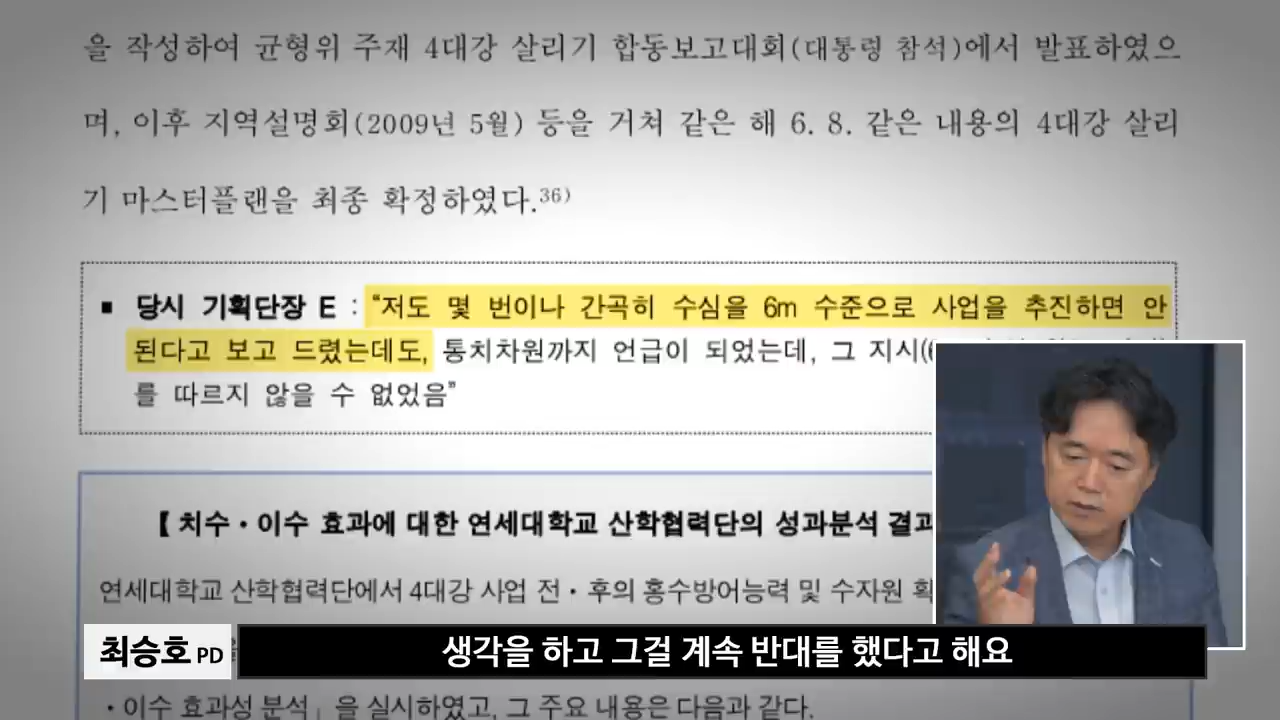 을 작성하여 균형위 주재 4대강 살리기 합동보고대회(대통령 참석)에서 발표하였으
며, 이후 지역설명회(2009년 5월) 등을 거쳐 같은 해 6. 8. 같은 내용의 4대강 살리
기 마스터플랜을 최종 확정하였다.36)
■ 당시 기획단장 E : “저도 몇 번이나 간곡히 수심을 6m 수준으로 사업을 추진하면 안
된다고 보고 드렸는데도, 통치차원까지 언급이 되었는데, 그 지시(
를 따르지 않을 수 없었음”
【 치수·이수 효과에 대한 연세대학교 산학협력단의 성과분석 결과
연세대학교 산학협력단에서 4대강 사업 전·후의 홍수방어능력 및 수자원 확
최승호 PD
생각을 하고 그걸 계속 반대를 했다고 해요
·이수 효과성 분석」을 실시하였고, 그 주요 내용은 다음과 같다.